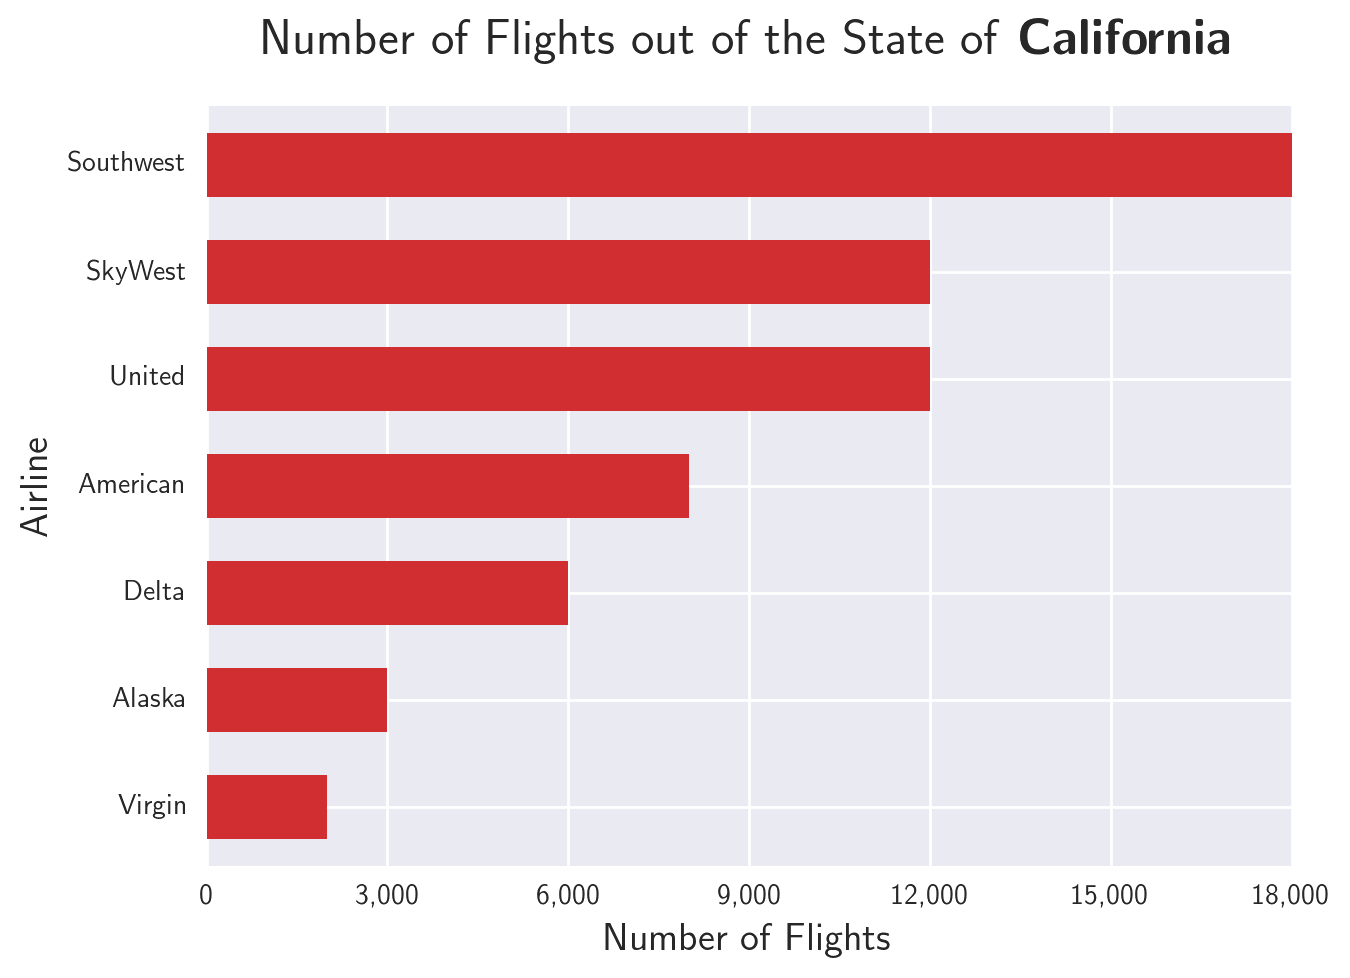 Number of Flights out of the State of California
Southwest
SkyWest
United
American
Delta
Alaska
Virgin
Airline
0 3,000 6,000 9,000 12,000 15,000 18,000
Number of Flights